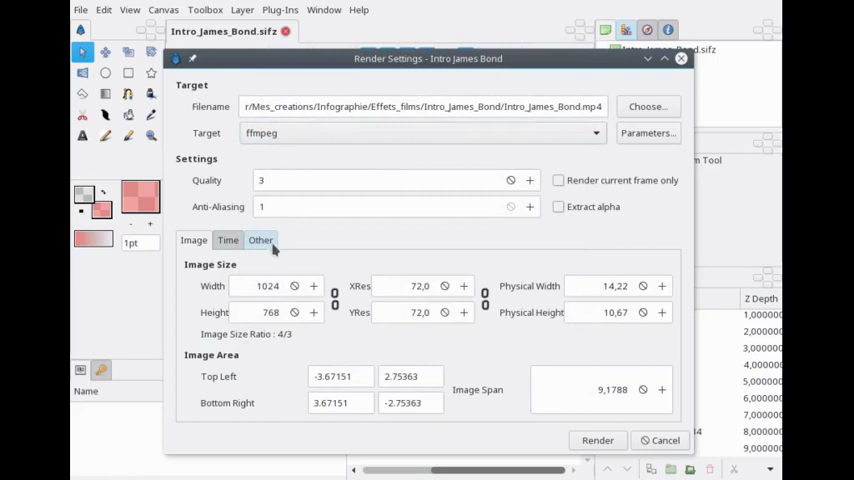 File Edit View Canvas Toolbox Layer Plug-Ins Window Help
Intro_James_Bond.sifz
Intro_James_Bond.sifz
Render Settings - Intro James Bond
Target
Filename r/Mes_creations/Infographie/Effets_films/Intro_James_Bond/Intro_James_Bond.mp4 Choose...
Target ffmpeg Parameters...
Settings
m Tool
Quality 3 Render current frame only
Anti-Aliasing 1 Extract alpha
Image Time Other
1pt
Image Size
Width 1024 XRes 72,0 Physical Width 14,22
Z Depth
Height 768 YRes 72,0 Physical Height 10,67
1,000000
Image Size Ratio : 4/3
2,000000
3,000000
Image Area
4,000000
Top Left -3.67151 2.75363
5,000000
Image Span 9,1788
6,000000
Name
Bottom Right 3.67151 -2.75363
7,000000
34 8,000000
Render Cancel
9,000000